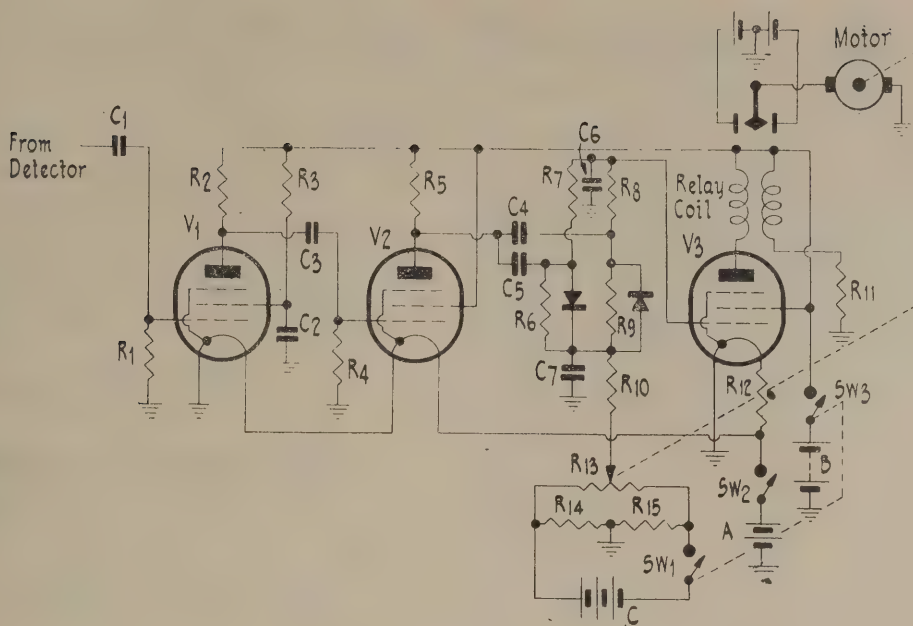 Motor
C1
From
Detector
C6
R2
R3
R5
R7
R8
Relay
Coil
V1
V2
V3
C3
C4
C5
R11
R6
R9
C2
R1
R4
C7
R10
R12
SW3
R13
B
SW2
R14
R15
A
SW1
C